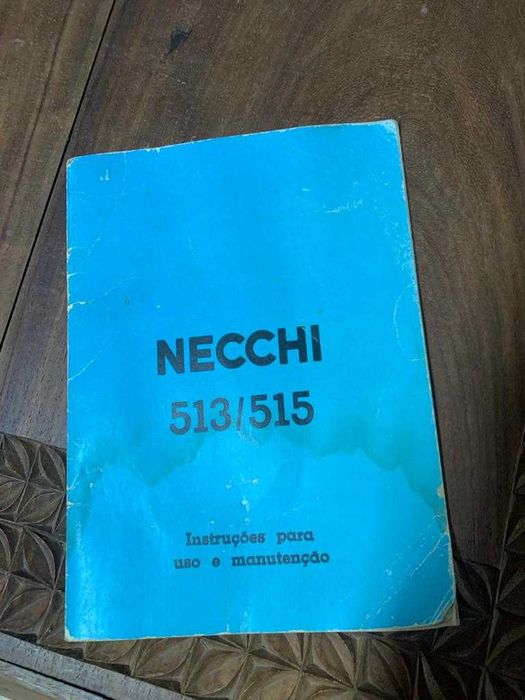 NECCHI
513/515
Instruções para
uso e manutenção